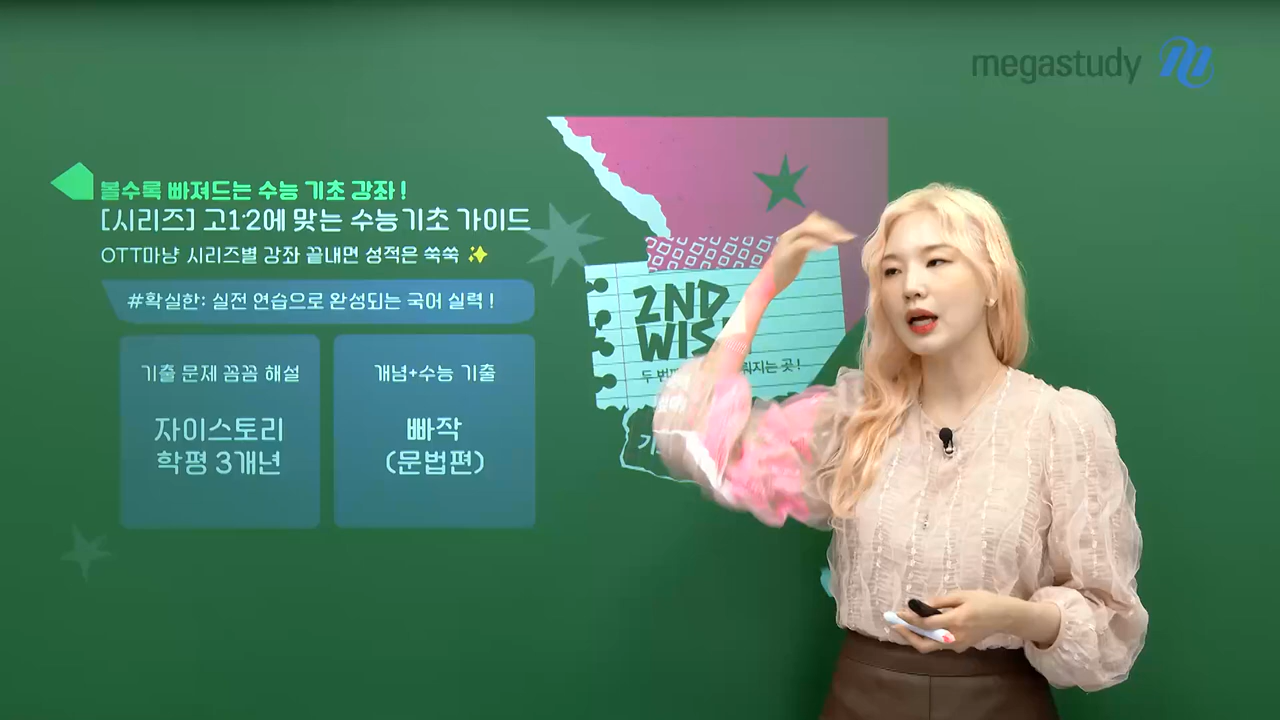 megastudy
볼수록 빠져드는 수능 기초 강좌!
[시리즈] 고1·2에 맞는 수능기초 가이드
OTT마냥 시리즈별 강좌 끝내면 성적은 쑥쑥 ✨
#확실한: 실전 연습으로 완성되는 국어 실력!
기출 문제 꼼꼼 해설
자이스토리
학평 3개년
개념+수능 기출
빠작
(문법편)
2ND
두 번
지는 곳!